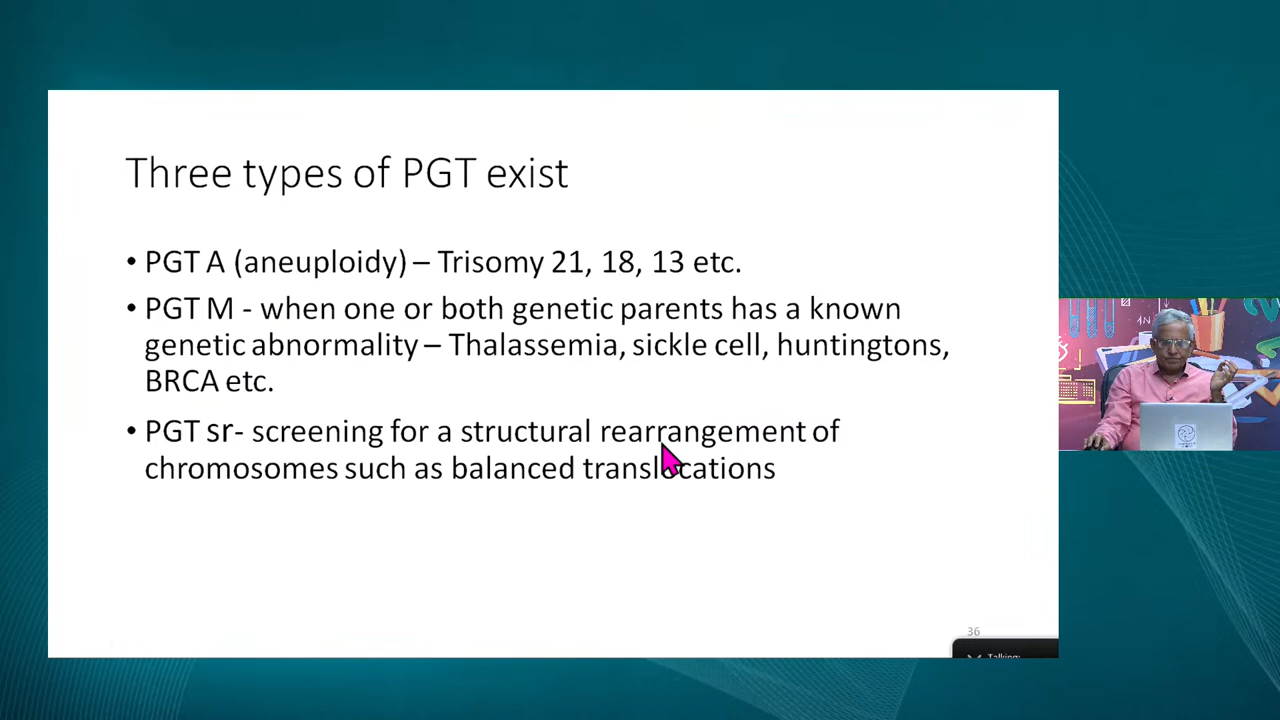 Three types of PGT exist
• PGT A (aneuploidy) – Trisomy 21, 18, 13 etc.
• PGT M - when one or both genetic parents has a known
genetic abnormality – Thalassemia, sickle cell, huntingtons,
BRCA etc.
• PGT sr- screening for a structural rearrangement of
chromosomes such as balanced translocations
36
Talking: